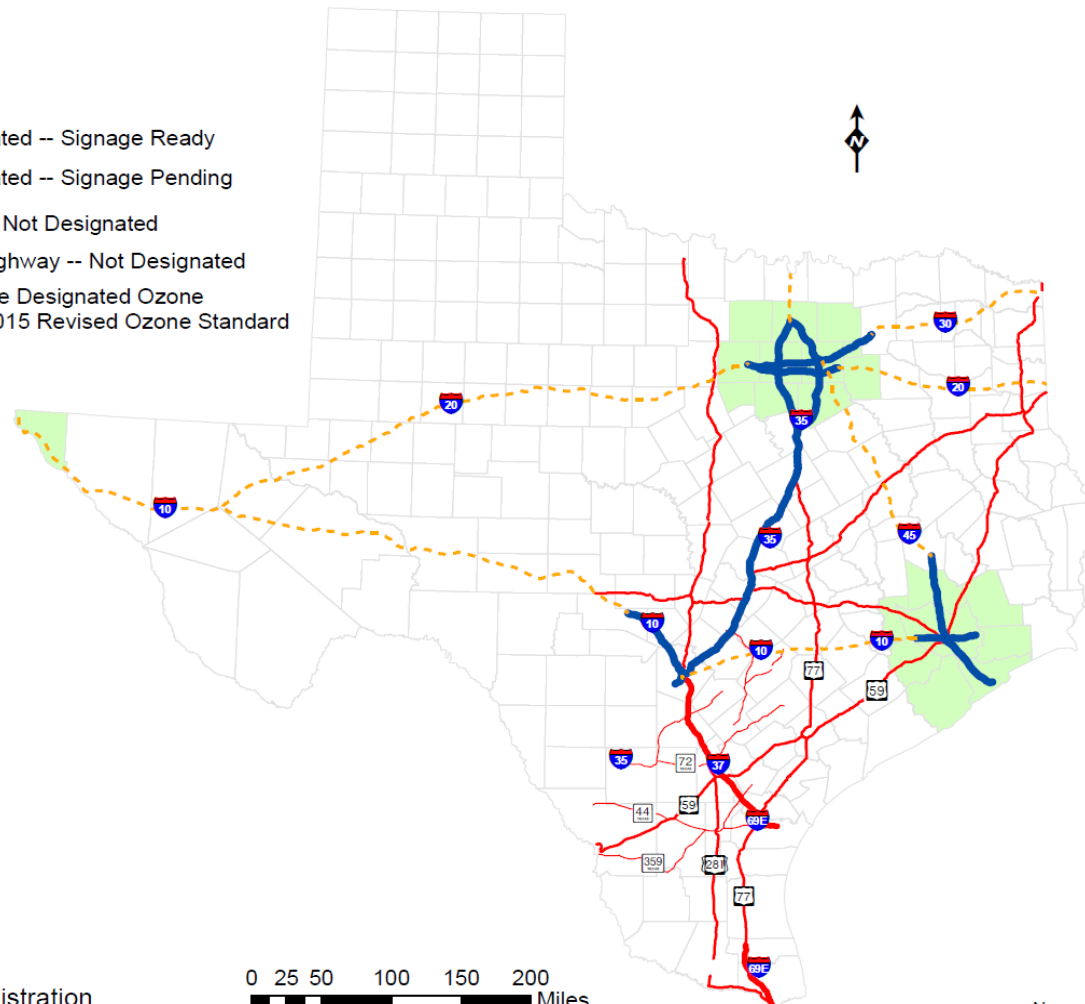 ted -- Signage Ready
ted -- Signage Pending
Not Designated
ghway -- Not Designated
e Designated Ozone
015 Revised Ozone Standard
N
30
20
20
35
10
35
45
10
10
10
77
59
35
72
37
59
44
69E
359
281
77
69E
0 25 50 100 150 200
Miles
istration